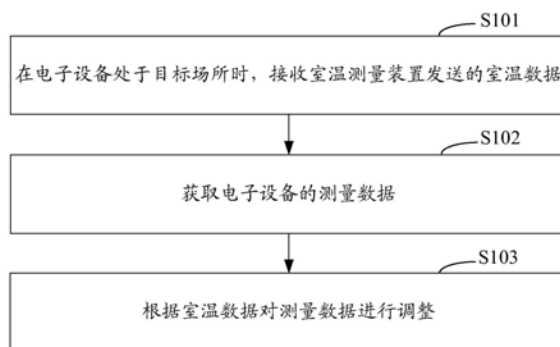 S101
在电子设备处于目标场所时，接收室温测量装置发送的室温数据
S102
获取电子设备的测量数据
S103
根据室温数据对测量数据进行调整